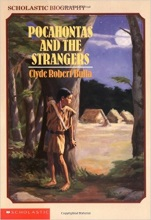 SCHOLASTIC BIOGRAPHY
POCAHONTAS
AND THE
STRANGERS
Clyde Robert Bulla
SCHOLASTIC